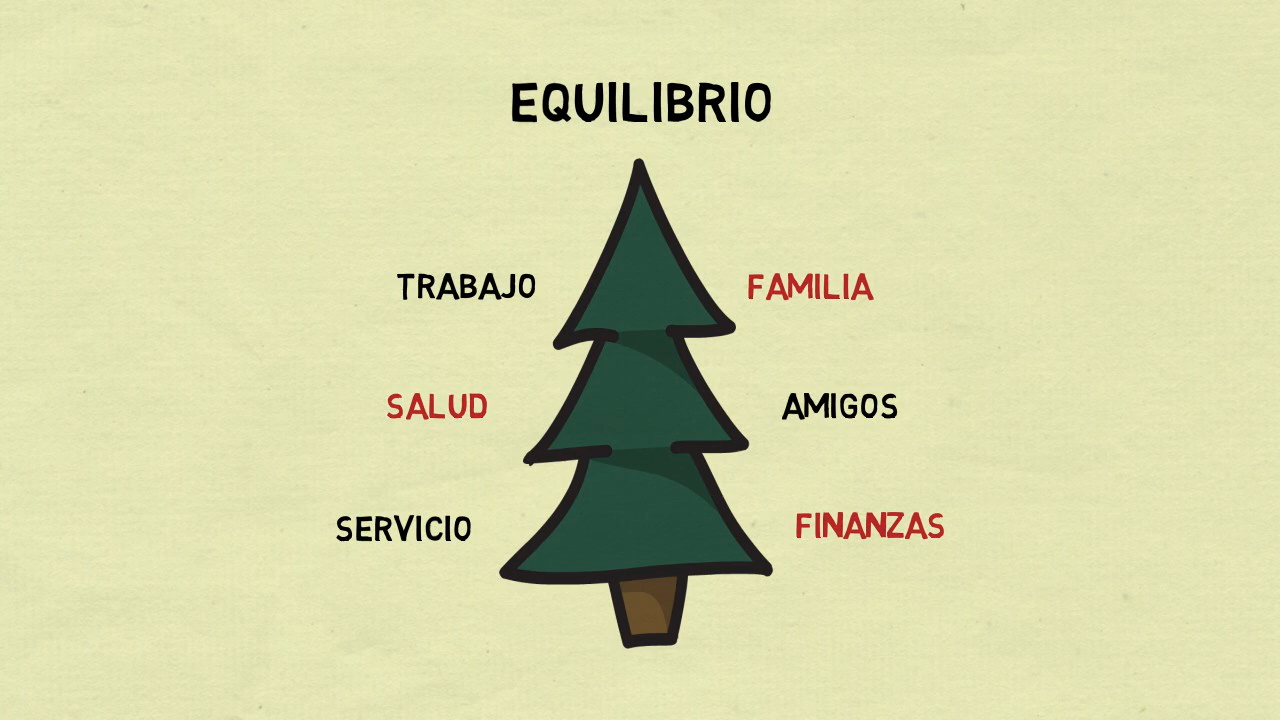 EQUILIBRIO
TRABAJO
FAMILIA
SALUD
AMIGOS
SERVICIO
FINANZAS